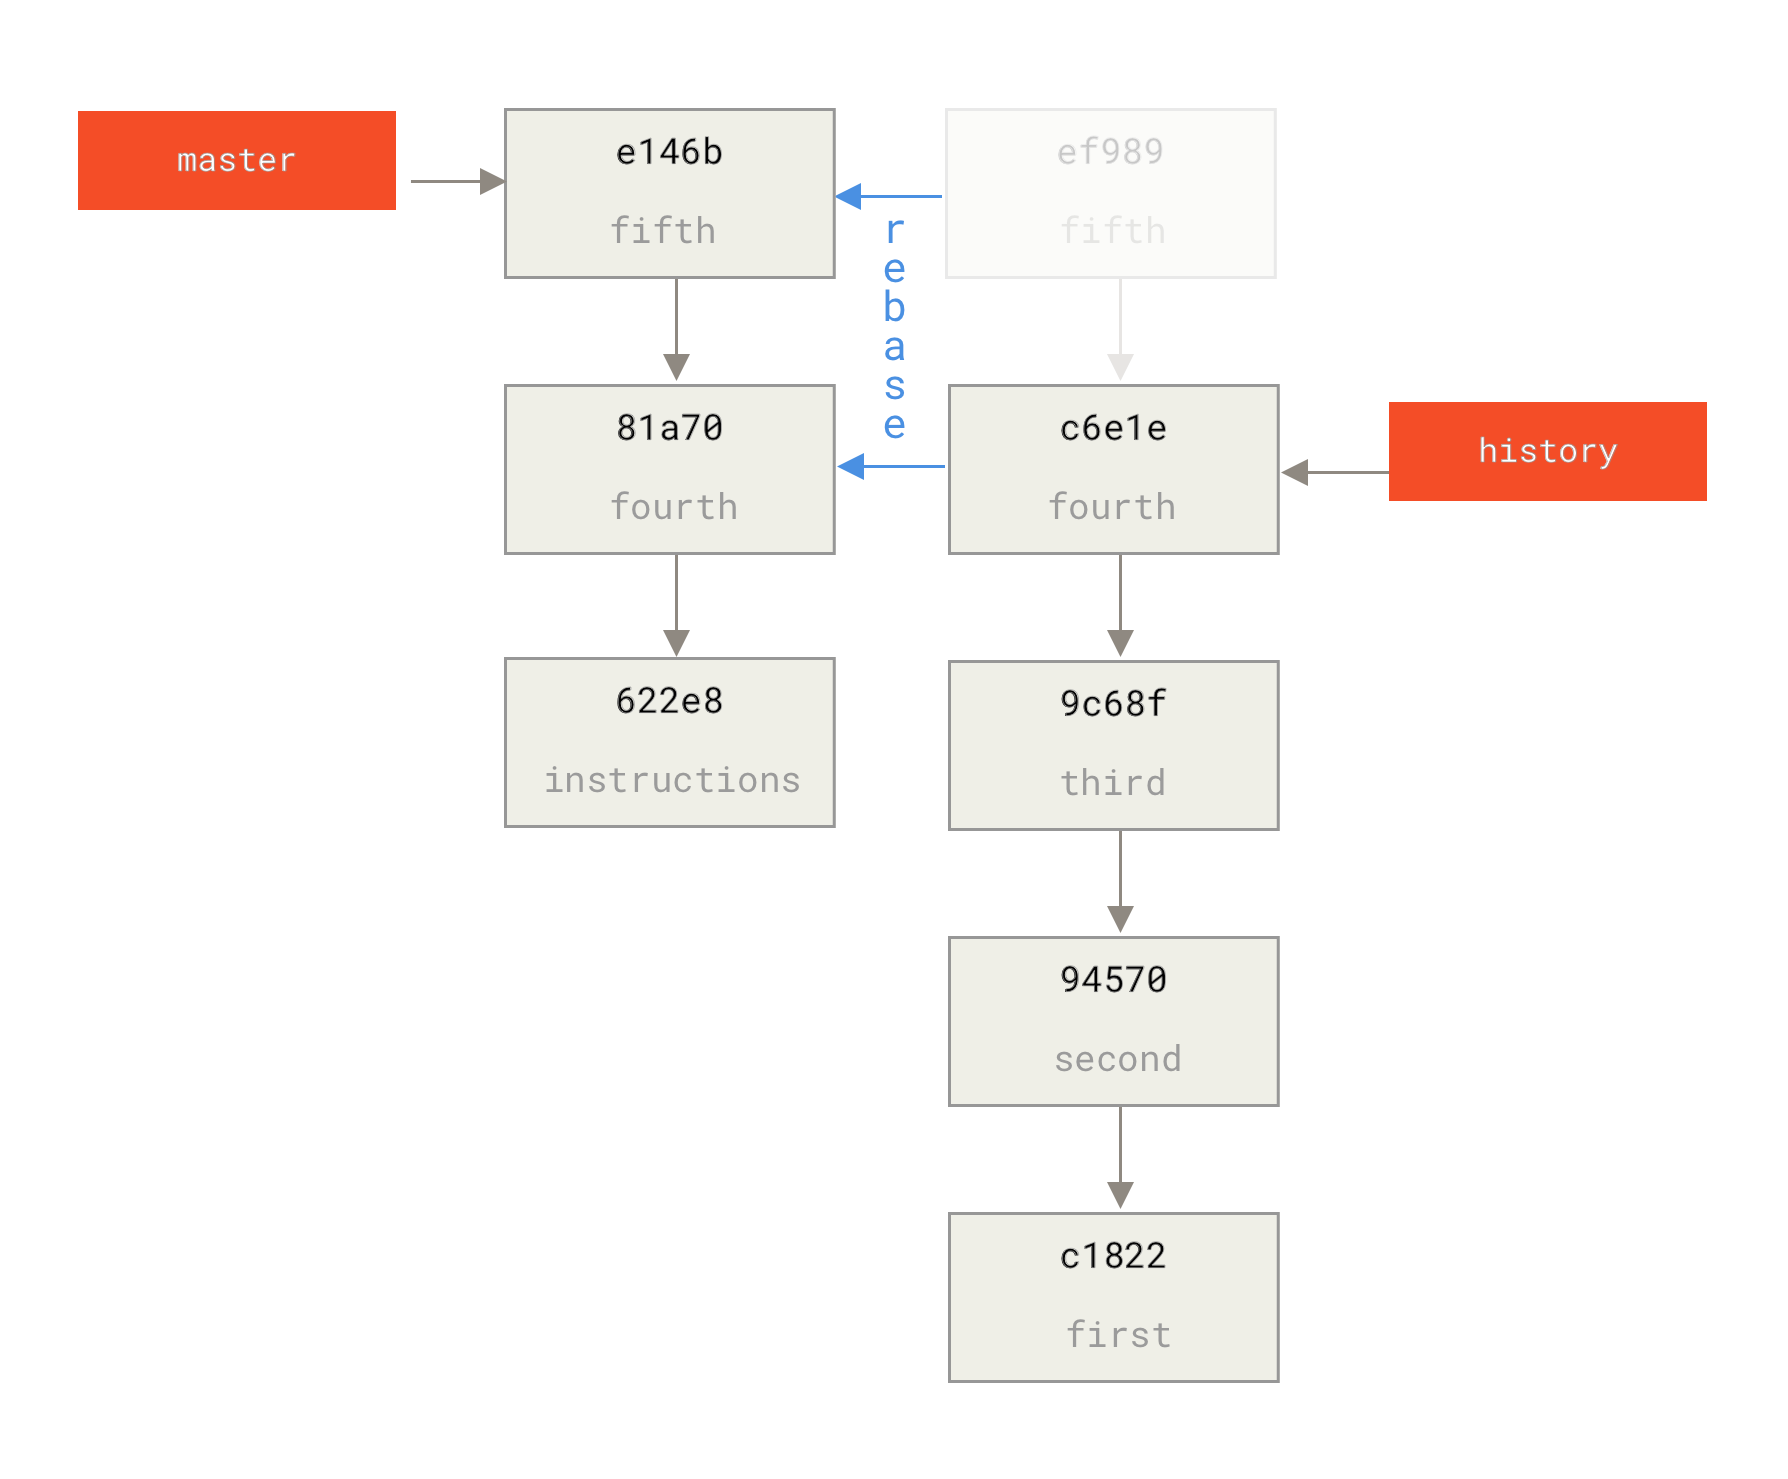 master
e146b
fifth
ef989
fifth
rebase
81a70
fourth
c6e1e
fourth
history
622e8
instructions
9c68f
third
94570
second
c1822
first